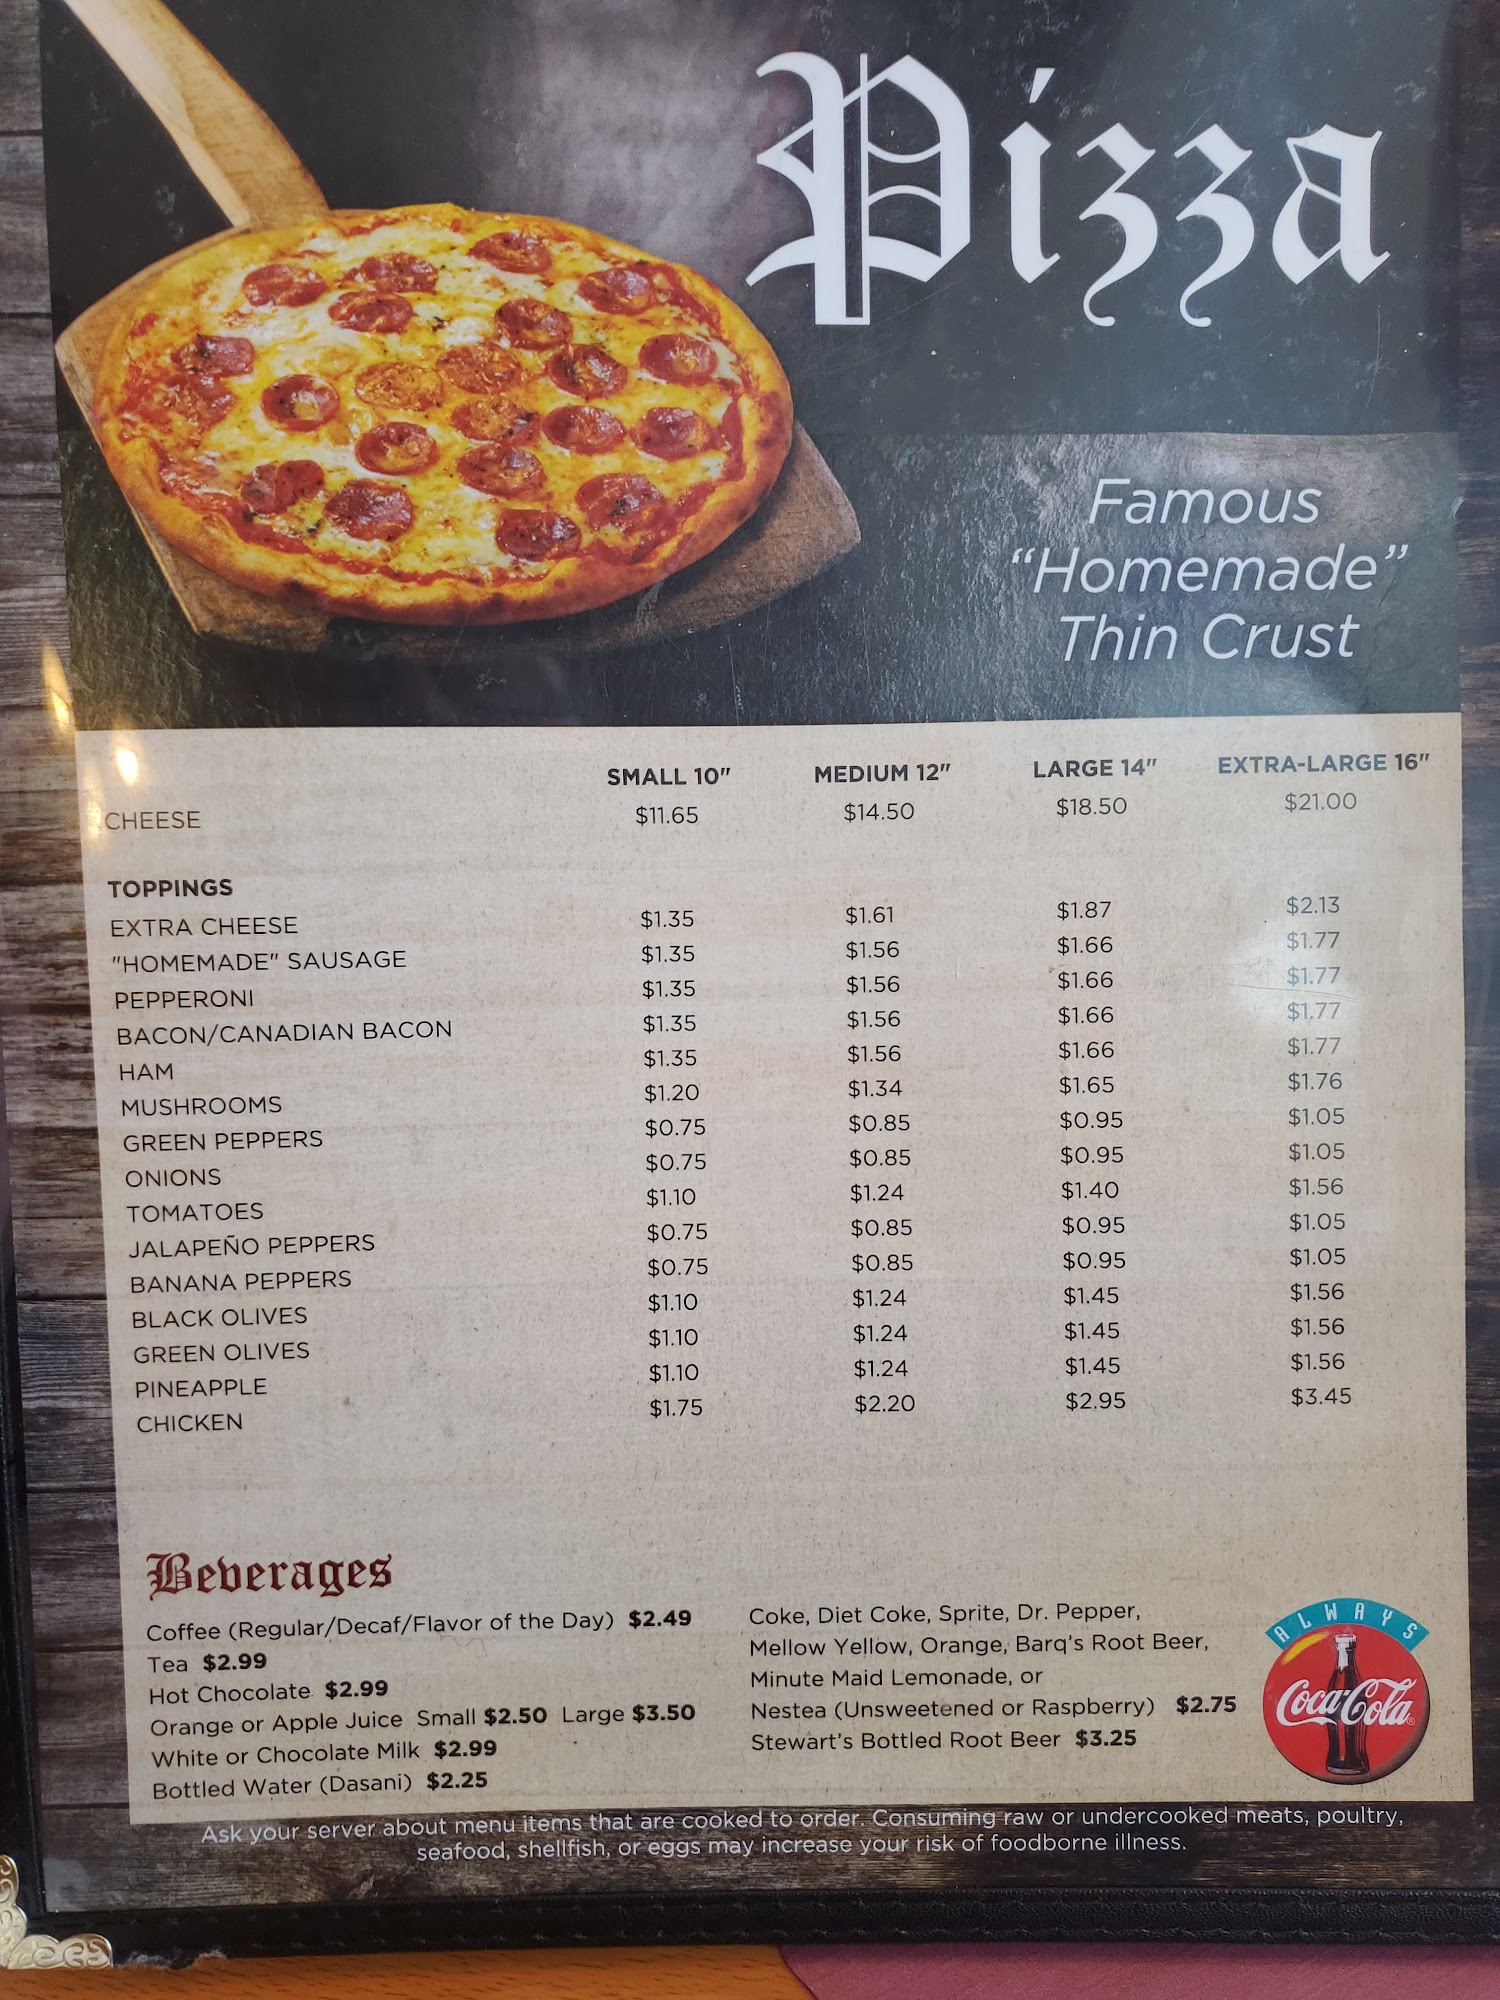 Pizza
Famous
“Homemade”
Thin Crust
SMALL 10" MEDIUM 12" LARGE 14" EXTRA-LARGE 16"
CHEESE $11.65 $14.50 $18.50 $21.00
TOPPINGS
EXTRA CHEESE $1.35 $1.61 $1.87 $2.13
"HOMEMADE" SAUSAGE $1.35 $1.56 $1.66 $1.77
PEPPERONI $1.35 $1.56 $1.66 $1.77
BACON/CANADIAN BACON $1.35 $1.56 $1.66 $1.77
HAM $1.35 $1.56 $1.66 $1.77
MUSHROOMS $1.20 $1.34 $1.65 $1.76
GREEN PEPPERS $0.75 $0.85 $0.95 $1.05
ONIONS $0.75 $0.85 $0.95 $1.05
TOMATOES $1.10 $1.24 $1.40 $1.56
JALAPEÑO PEPPERS $0.75 $0.85 $0.95 $1.05
BANANA PEPPERS $0.75 $0.85 $0.95 $1.05
BLACK OLIVES $1.10 $1.24 $1.45 $1.56
GREEN OLIVES $1.10 $1.24 $1.45 $1.56
PINEAPPLE $1.10 $1.24 $1.45 $1.56
CHICKEN $1.75 $2.20 $2.95 $3.45
Beverages
Coffee (Regular/Decaf/Flavor of the Day) $2.49
Tea $2.99
Hot Chocolate $2.99
Orange or Apple Juice Small $2.50 Large $3.50
White or Chocolate Milk $2.99
Bottled Water (Dasani) $2.25
Coke, Diet Coke, Sprite, Dr. Pepper,
Mellow Yellow, Orange, Barq's Root Beer,
Minute Maid Lemonade, or
Nestea (Unsweetened or Raspberry) $2.75
Stewart's Bottled Root Beer $3.25
ALWAYS
Coca-Cola
Ask your server about menu items that are cooked to order. Consuming raw or undercooked meats, poultry,
seafood, shellfish, or eggs may increase your risk of foodborne illness.